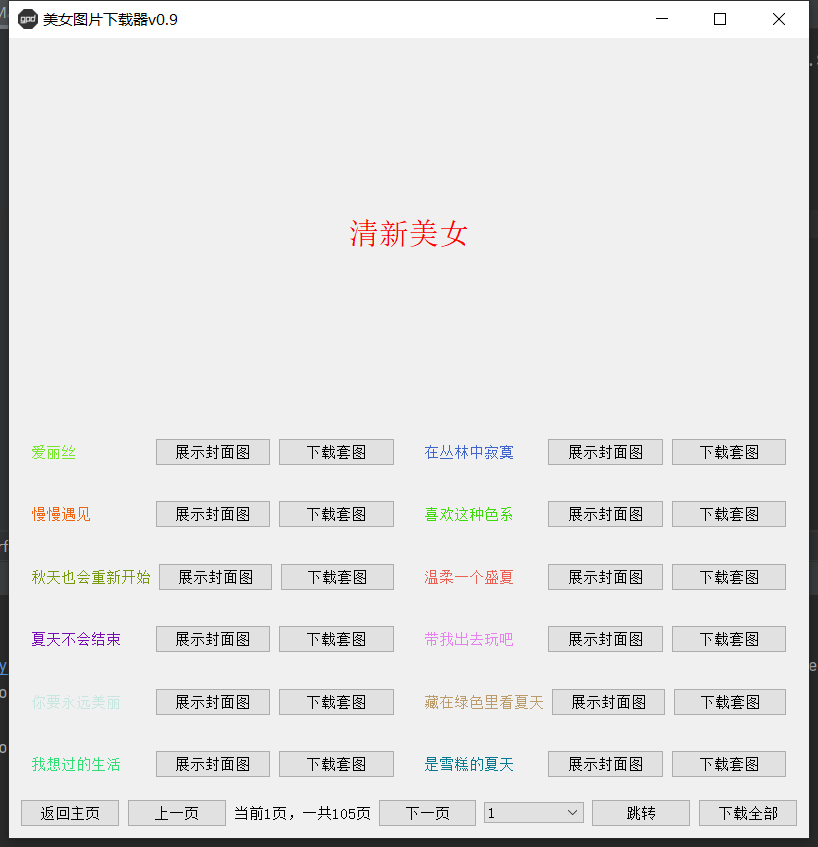 美女图片下载器v0.9
清新美女
爱丽丝 展示封面图 下载套图 在丛林中寂寞 展示封面图 下载套图
慢慢遇见 展示封面图 下载套图 喜欢这种色系 展示封面图 下载套图
秋天也会重新开始 展示封面图 下载套图 温柔一个盛夏 展示封面图 下载套图
夏天不会结束 展示封面图 下载套图 带我出去玩吧 展示封面图 下载套图
你要永远美丽 展示封面图 下载套图 藏在绿色里看夏天 展示封面图 下载套图
我想过的生活 展示封面图 下载套图 是雪糕的夏天 展示封面图 下载套图
返回主页 上一页 当前1页，一共105页 下一页 1 跳转 下载全部